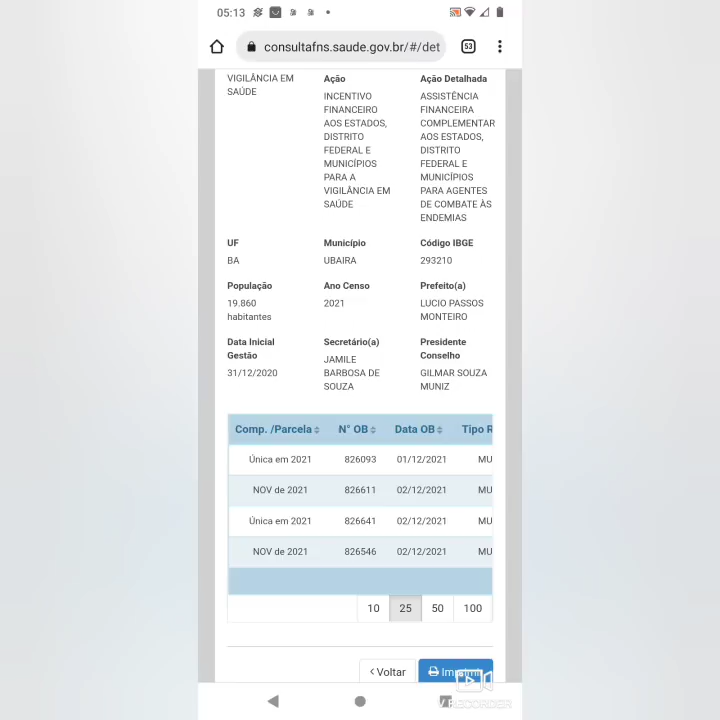 05:13
consultafns.saude.gov.br/#/det
53
VIGILÂNCIA EM
SAÚDE
Ação
INCENTIVO
FINANCEIRO
AOS ESTADOS,
DISTRITO
FEDERAL E
MUNICÍPIOS
PARA A
VIGILÂNCIA EM
SAÚDE
Ação Detalhada
ASSISTÊNCIA
FINANCEIRA
COMPLEMENTAR
AOS ESTADOS,
DISTRITO
FEDERAL E
MUNICÍPIOS
PARA AGENTES
DE COMBATE ÀS
ENDEMIAS
UF
BA
Município
UBAIRA
Código IBGE
293210
População
19.860
habitantes
Ano Censo
2021
Prefeito(a)
LUCIO PASSOS
MONTEIRO
Data Inicial
Gestão
31/12/2020
Secretário(a)
JAMILE
BARBOSA DE
SOUZA
Presidente
Conselho
GILMAR SOUZA
MUNIZ
Comp. /Parcela N° OB Data OB Tipo R
Única em 2021 826093 01/12/2021 MU
NOV de 2021 826611 02/12/2021 MU
Única em 2021 826641 02/12/2021 MU
NOV de 2021 826546 02/12/2021 MU
10 25 50 100
Voltar
Imprimir
V RECORDER